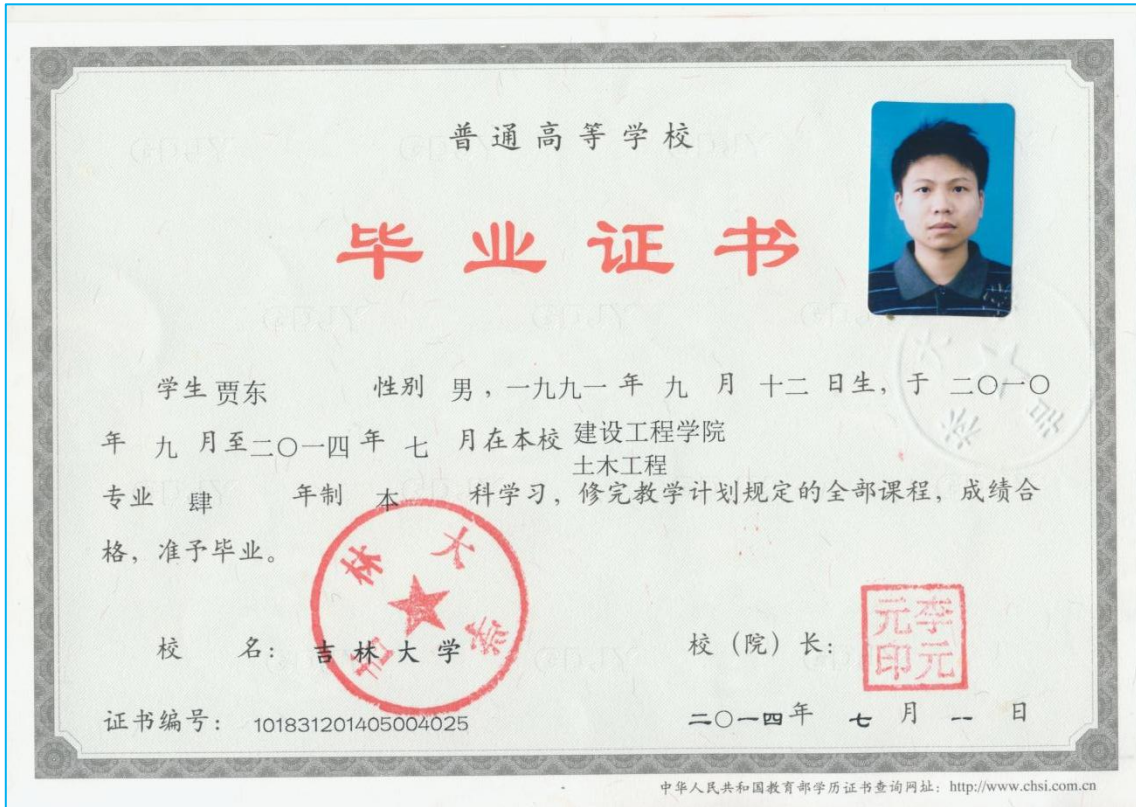 普通高等学校
毕业证书
学生 贾东 性别 男，一九九一 年 九 月 十二 日生，于 二〇一〇
年 九 月至二〇一四 年 七 月在本校 建设工程学院
土木工程
专业 肆 年制 本 科学习，修完教学计划规定的全部课程，成绩合
格，准予毕业。
吉林大学
校 名：吉林大学
校（院）长：
李元元印
证书编号：101831201405004025
二〇一四年 七 月 一 日
中华人民共和国教育部学历证书查询网址：http://www.chsi.com.cn